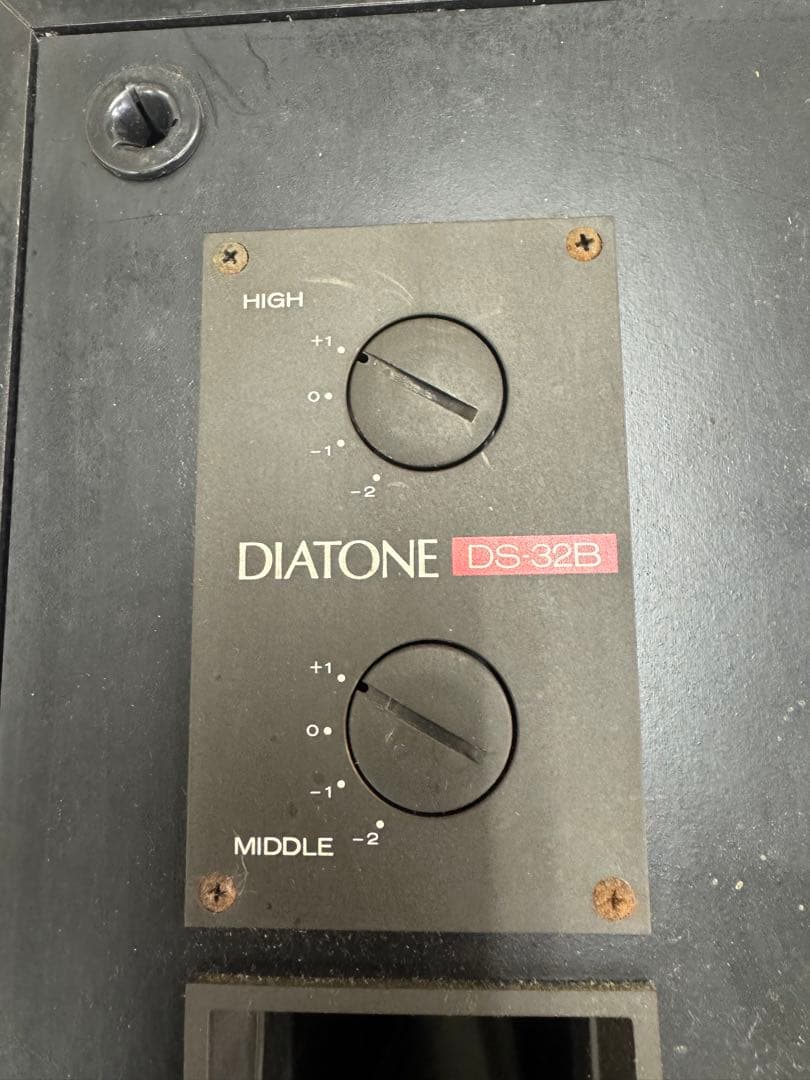 HIGH
+1
0
-1
-2
DIATONE DS-32B
+1
0
-1
-2
MIDDLE